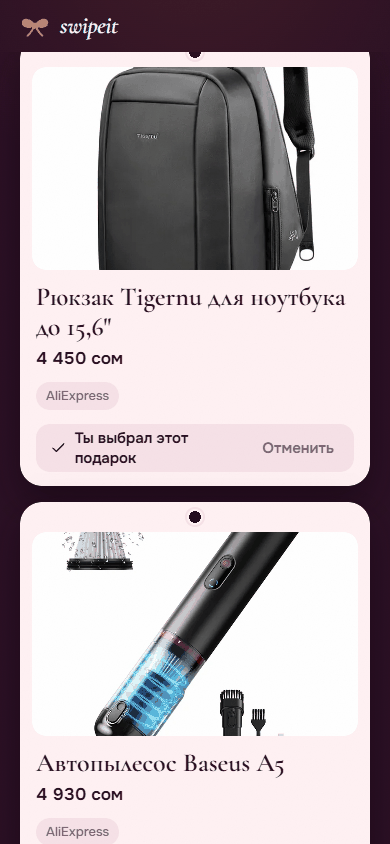 swipeit
TIGERNU
Рюкзак Tigernu для ноутбука
до 15,6"
4 450 сом
AliExpress
Ты выбрал этот
подарок
Отменить
Автопылесос Baseus A5
4 930 сом
AliExpress